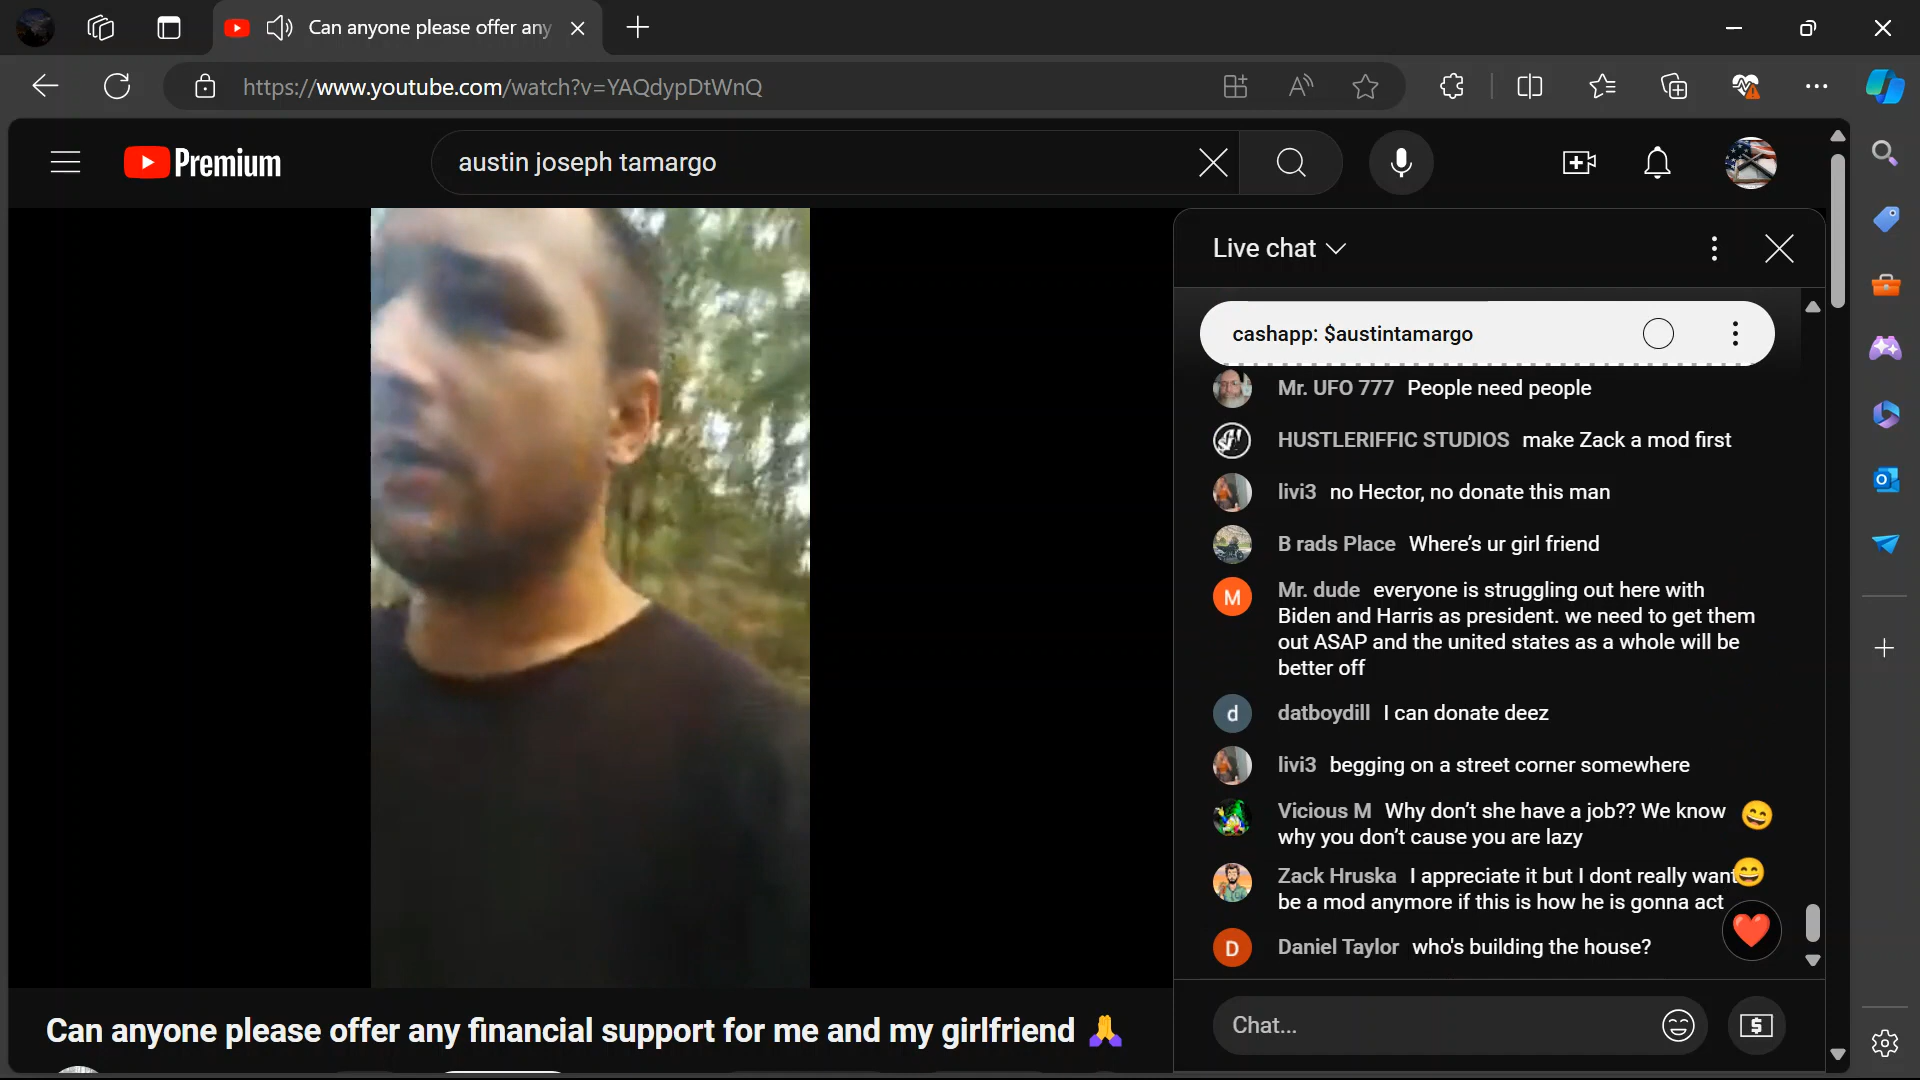 Can anyone please offer any
https://www.youtube.com/watch?v=YAQdypDtWnQ
Premium
austin joseph tamargo
Live chat
cashapp: $austintamargo
Mr. UFO 777 People need people
HUSTLERIFFIC STUDIOS make Zack a mod first
livi3 no Hector, no donate this man
B rads Place Where's ur girl friend
M
Mr. dude everyone is struggling out here with
Biden and Harris as president. we need to get them
out ASAP and the united states as a whole will be
better off
d
datboydill I can donate deez
livi3 begging on a street corner somewhere
Vicious M Why don't she have a job?? We know
why you don't cause you are lazy
Zack Hruska I appreciate it but I dont really want
be a mod anymore if this is how he is gonna act
D
Daniel Taylor who's building the house?
Chat...
Can anyone please offer any financial support for me and my girlfriend 🙏